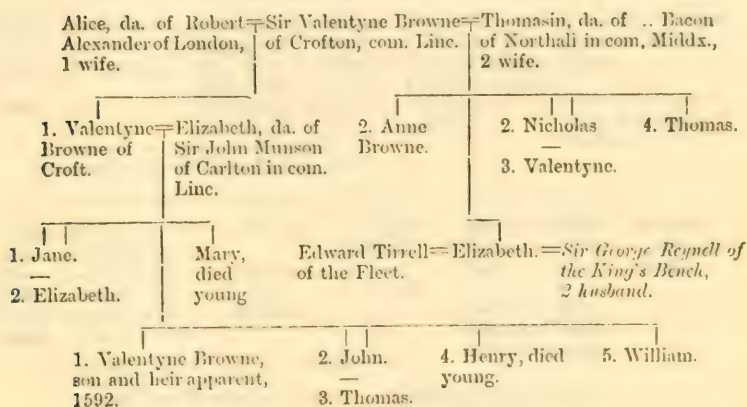 Alice, da. of Robert=Sir Valentyne Browne=Thomasin, da. of .. Bacon
Alexander of London, of Crofton, com. Linc. of Northall in com. Middx.,
1 wife. 2 wife.
1. Valentyne=Elizabeth, da. of 2. Anne 2. Nicholas 4. Thomas.
Browne of Sir John Munson Browne. —
Croft. of Carlton in com. 3. Valentyne.
Linc.
1. Jane. Mary, Edward Tirrell=Elizabeth.=Sir George Reynell of
— died of the Fleet. the King's Bench,
2. Elizabeth. young 2 husband.
1. Valentyne Browne, 2. John. 4. Henry, died 5. William.
son and heir apparent, — young.
1592. 3. Thomas.